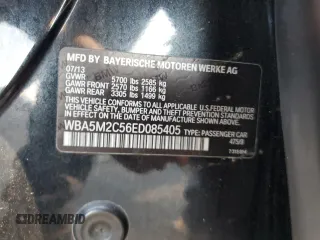 MFD BY BAYERISCHE MOTOREN WERKE AG
07/13
GVWR 5700 lbs 2585 kg
GAWR FRONT 2570 lbs 1166 kg
GAWR REAR 3305 lbs 1499 kg
THIS VEHICLE CONFORMS TO ALL APPLICABLE U.S. FEDERAL MOTOR
VEHICLE SAFETY, BUMPER, AND THEFT PREVENTION STANDARDS
IN EFFECT ON THE DATE OF MANUFACTURE SHOWN ABOVE.
WBA5M2C56ED085405 TYPE: PASSENGER CAR
475/8
DREAMBID